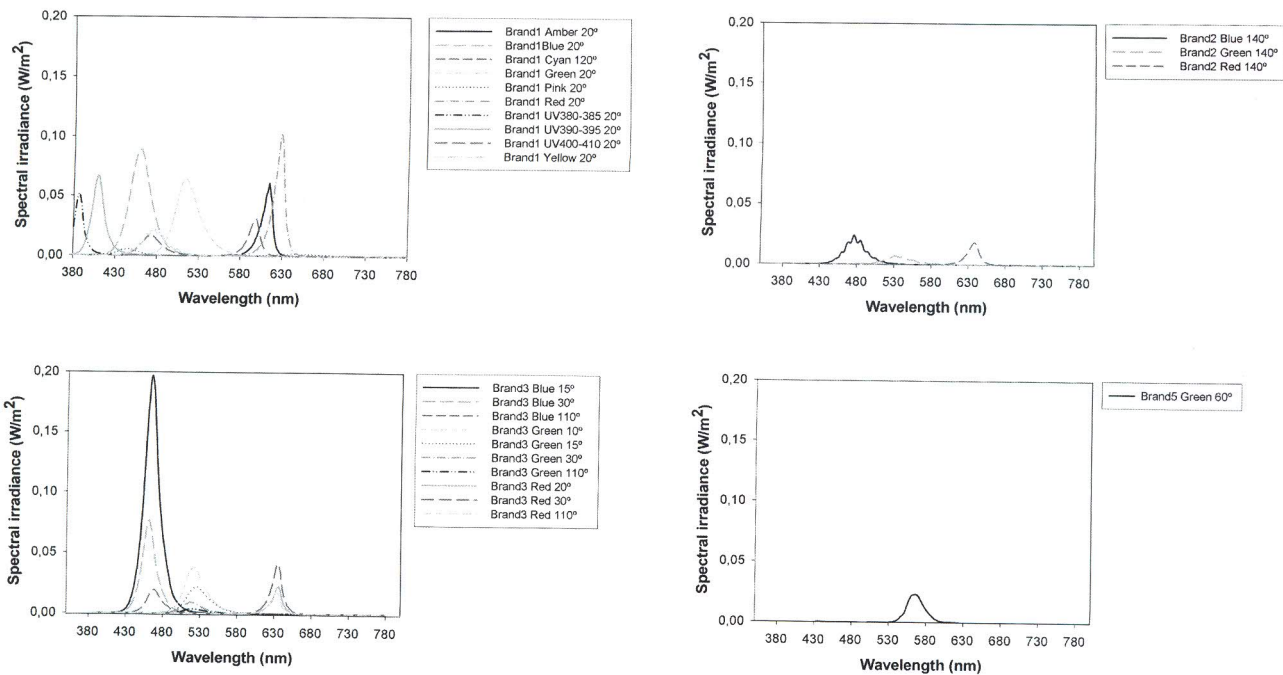 0,20
0,15
0,10
0,05
0,00
Spectral irradiance (W/m²)
380 430 480 530 580 630 680 730 780
Wavelength (nm)
Brand1 Amber 20º
Brand1Blue 20º
Brand1 Cyan 120º
Brand1 Green 20º
Brand1 Pink 20º
Brand1 Red 20º
Brand1 UV380-385 20º
Brand1 UV390-395 20º
Brand1 UV400-410 20º
Brand1 Yellow 20º
0,20
0,15
0,10
0,05
0,00
Spectral irradiance (W/m²)
380 430 480 530 580 630 680 730 780
Wavelength (nm)
Brand2 Blue 140º
Brand2 Green 140º
Brand2 Red 140º
0,20
0,15
0,10
0,05
0,00
Spectral irradiance (W/m²)
380 430 480 530 580 630 680 730 780
Wavelength (nm)
Brand3 Blue 15º
Brand3 Blue 30º
Brand3 Blue 110º
Brand3 Green 10º
Brand3 Green 15º
Brand3 Green 30º
Brand3 Green 110º
Brand3 Red 20º
Brand3 Red 30º
Brand3 Red 110º
0,20
0,15
0,10
0,05
0,00
Spectral irradiance (W/m²)
380 430 480 530 580 630 680 730 780
Wavelength (nm)
Brand5 Green 60º